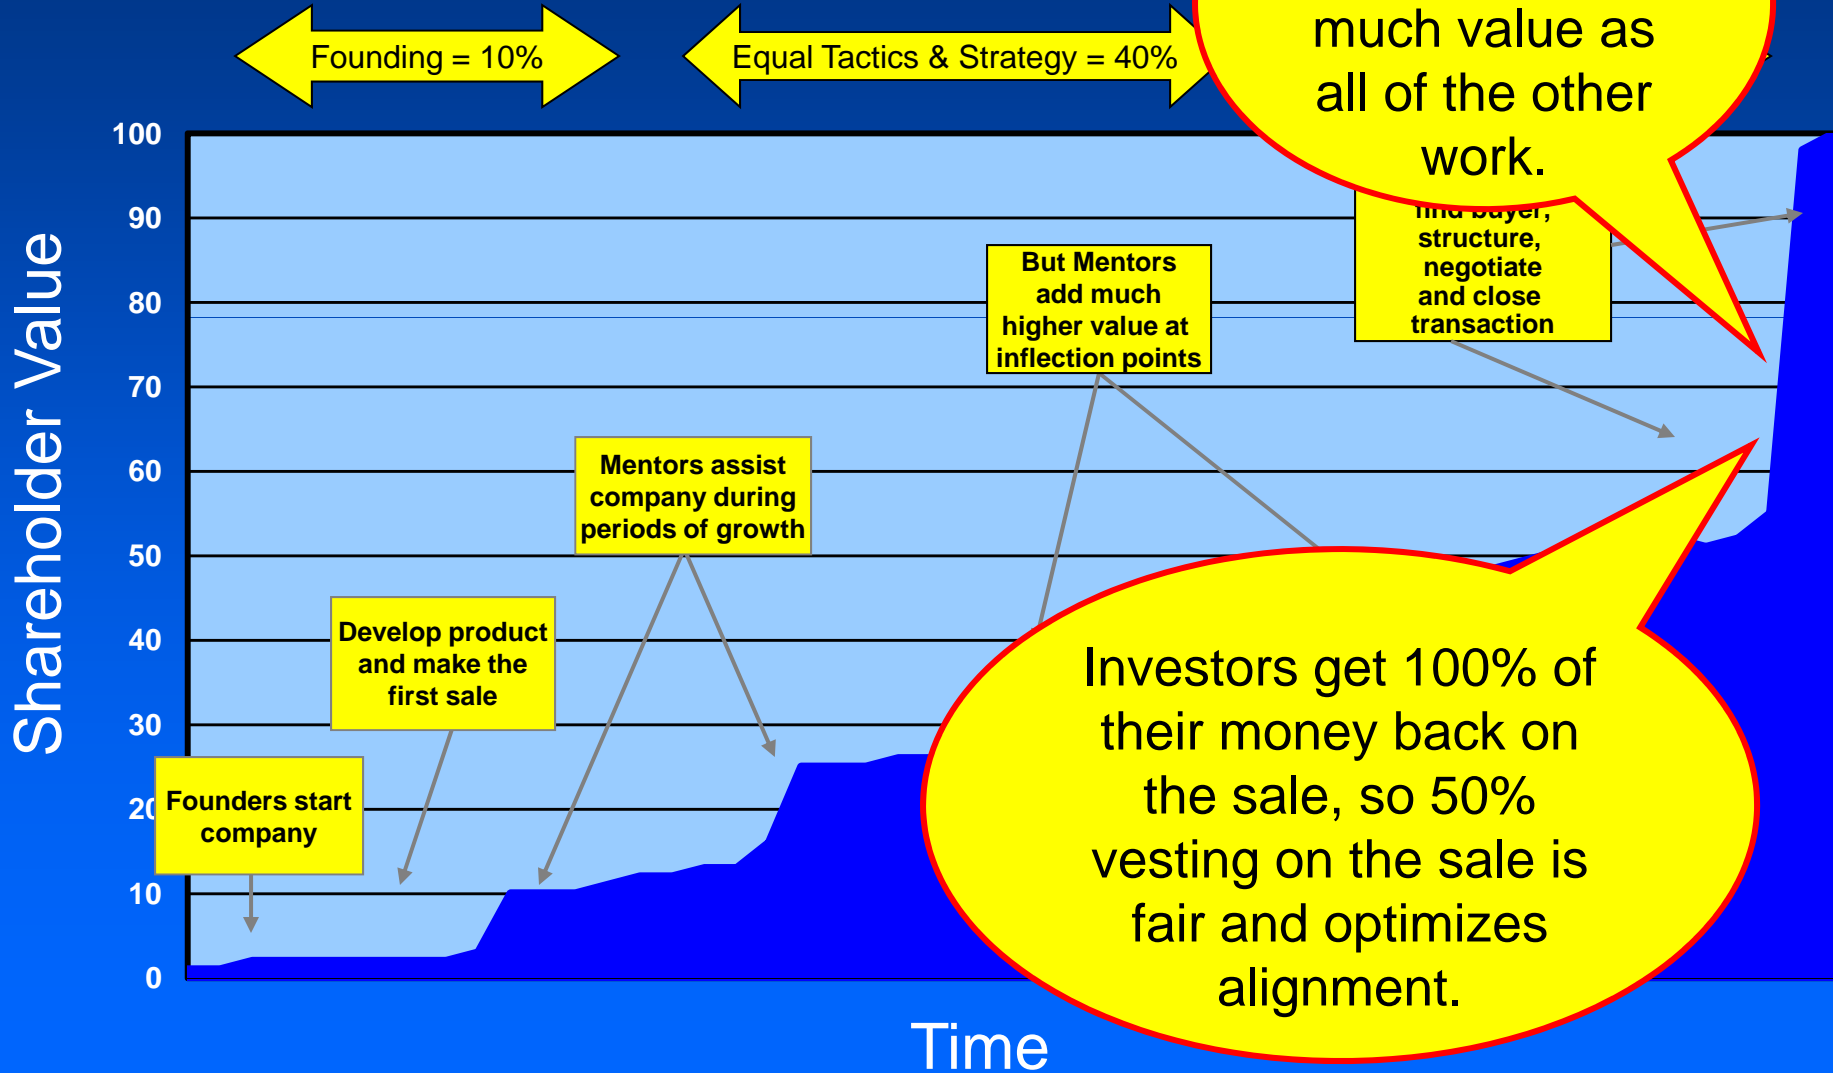 much value as
all of the other
work.
Founding = 10%
Equal Tactics & Strategy = 40%
Shareholder Value
100
90
80
70
60
50
40
30
20
10
0
find buyer,
structure,
negotiate
and close
transaction
But Mentors
add much
higher value at
inflection points
Mentors assist
company during
periods of growth
Develop product
and make the
first sale
Founders start
company
Investors get 100% of
their money back on
the sale, so 50%
vesting on the sale is
fair and optimizes
alignment.
Time